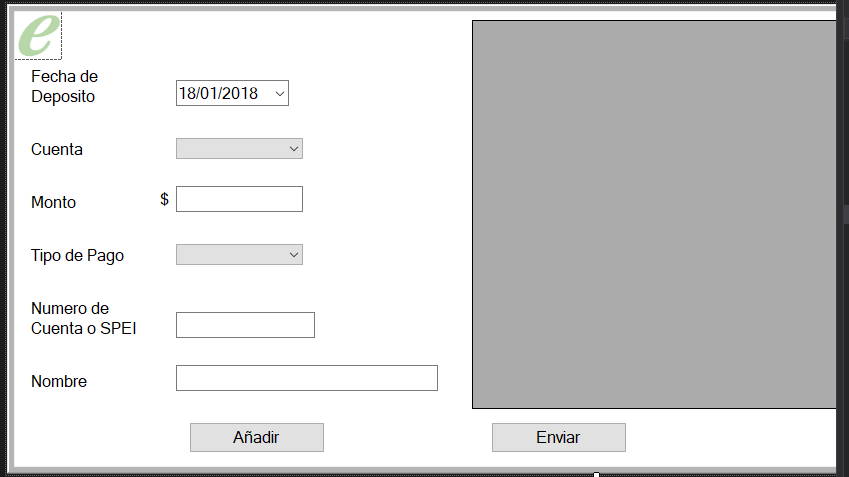 e
Fecha de
Deposito
18/01/2018
Cuenta
Monto $
Tipo de Pago
Numero de
Cuenta o SPEI
Nombre
Añadir
Enviar